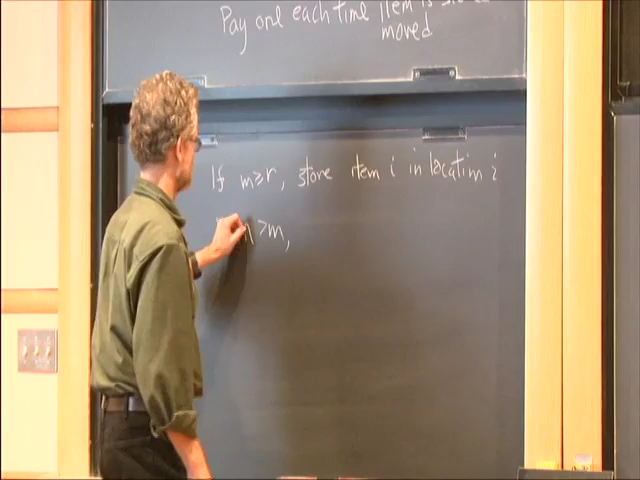 Pay one each time item is
moved
If m≥r, store item i in location i
>m,